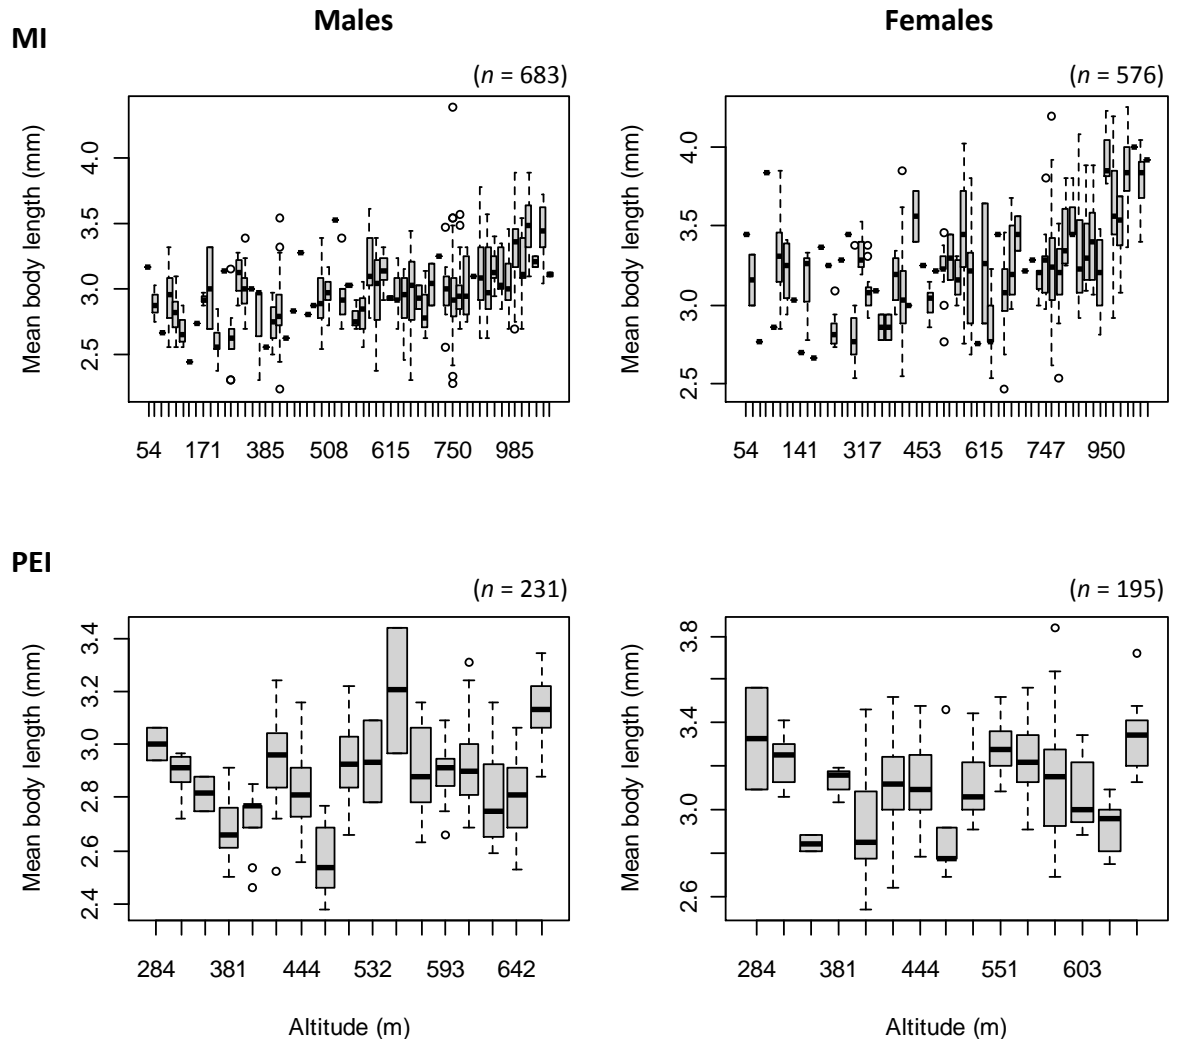 Males
Females
MI
(n = 683)
(n = 576)
Mean body length (mm)
4.0
3.5
3.0
2.5
54 171 385 508 615 750 985
Mean body length (mm)
4.0
3.5
3.0
2.5
54 141 317 453 615 747 950
PEI
(n = 231)
(n = 195)
Mean body length (mm)
3.4
3.2
3.0
2.8
2.6
2.4
284 381 444 532 593 642
Altitude (m)
Mean body length (mm)
3.8
3.4
3.0
2.6
284 381 444 551 603
Altitude (m)